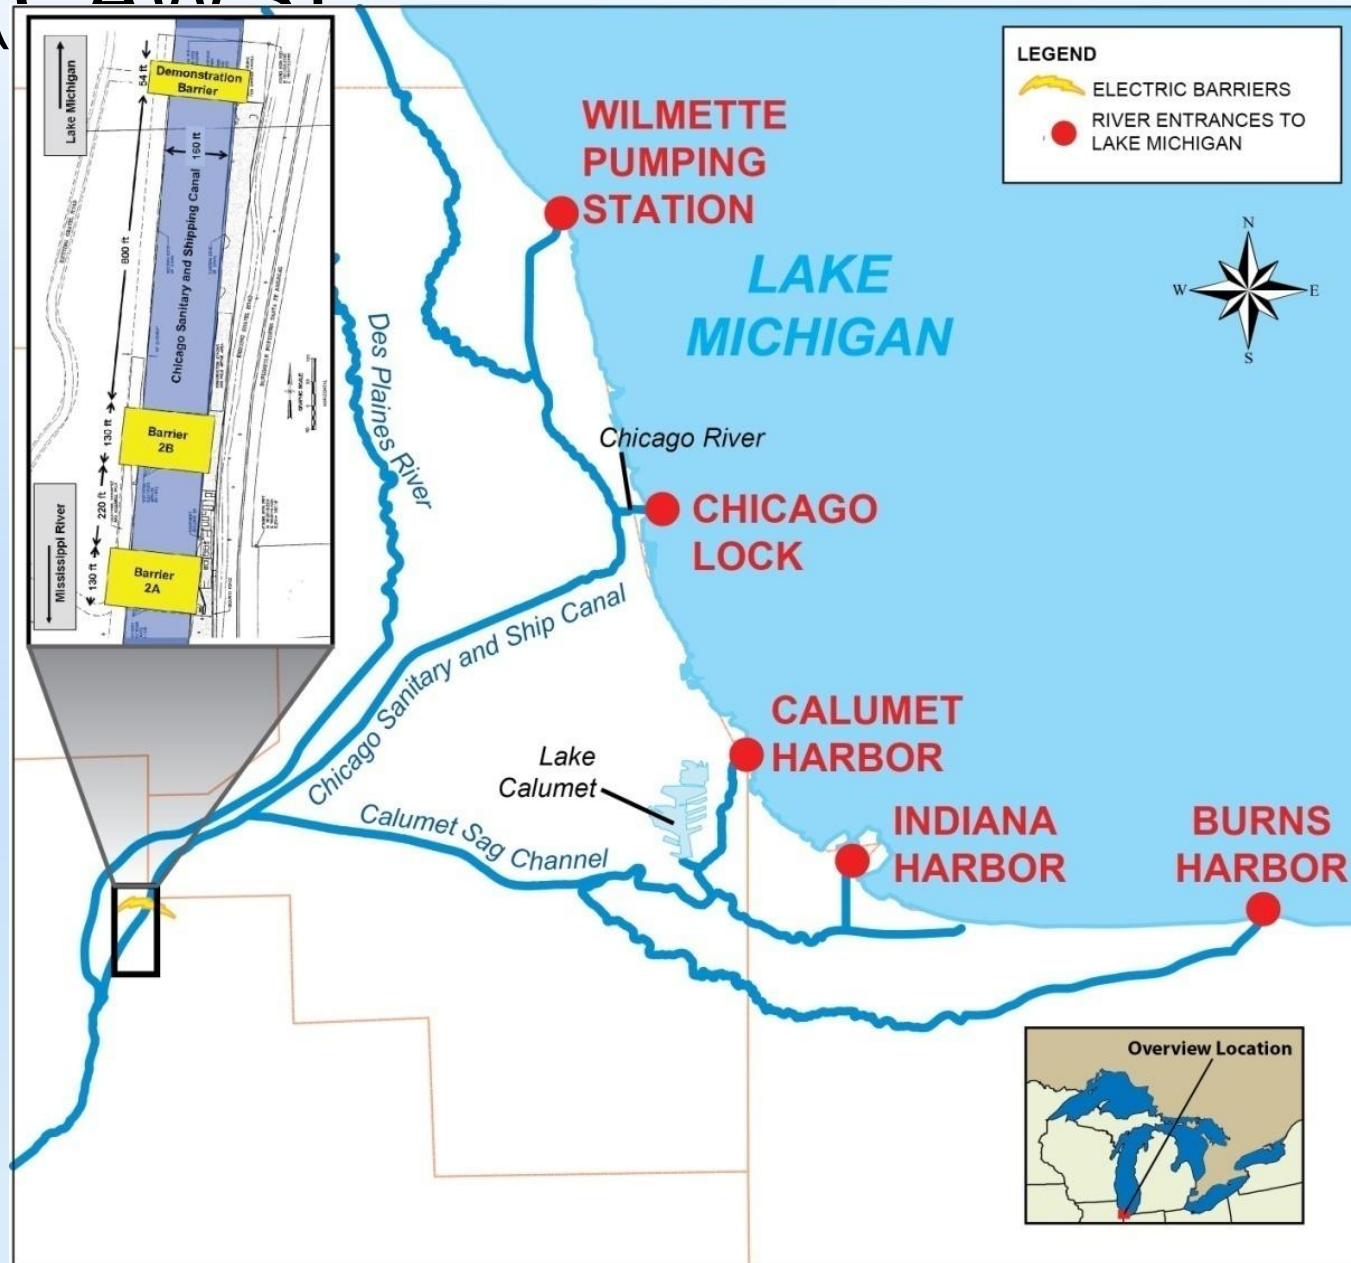 Lake Michigan
54 ft
Demonstration
Barrier
160 ft
800 ft
Chicago Sanitary and Shipping Canal
130 ft
Barrier
2B
220 ft
Mississippi River
130 ft
Barrier
2A
GRAPHIC SCALE
LEGEND
ELECTRIC BARRIERS
RIVER ENTRANCES TO
LAKE MICHIGAN
N
W
E
S
WILMETTE
PUMPING
STATION
LAKE
MICHIGAN
Des Plaines River
Chicago River
CHICAGO
LOCK
Chicago Sanitary and Ship Canal
CALUMET
HARBOR
Lake
Calumet
Calumet Sag Channel
INDIANA
HARBOR
BURNS
HARBOR
Overview Location